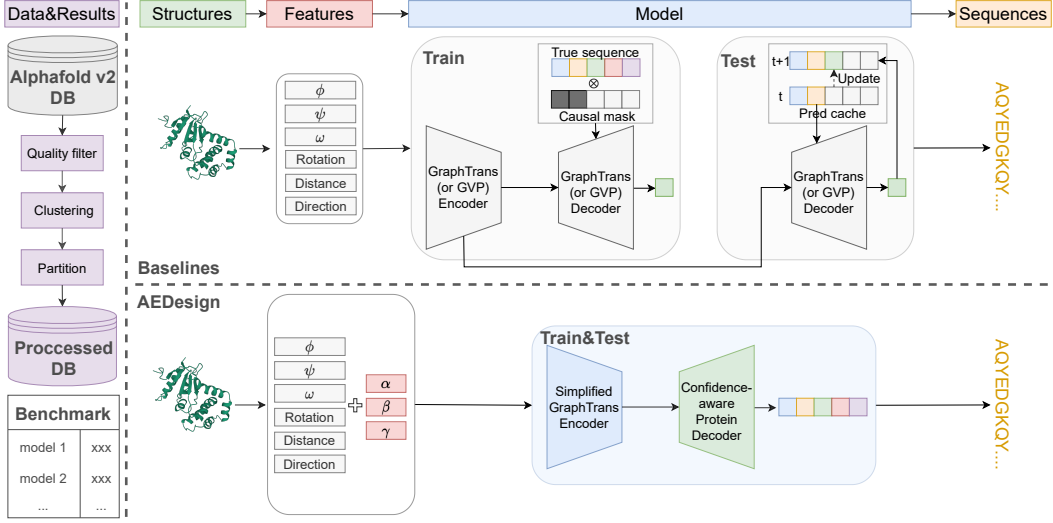 Data&Results
Structures
Features
Model
Sequences
Alphafold v2
DB
Quality filter
Clustering
Partition
Proccessed
DB
Benchmark
model 1 xxx
model 2 xxx
... ...
ϕ
ψ
ω
Rotation
Distance
Direction
Train
True sequence
⊗
Causal mask
GraphTrans
(or GVP)
Encoder
GraphTrans
(or GVP)
Decoder
Test
t+1
Update
t
Pred cache
GraphTrans
(or GVP)
Decoder
AQYEDGKQY....
Baselines
AEDesign
ϕ
ψ
ω
Rotation
Distance
Direction
+
α
β
γ
Train&Test
Simplified
GraphTrans
Encoder
Confidence-
aware
Protein
Decoder
AQYEDGKQY....